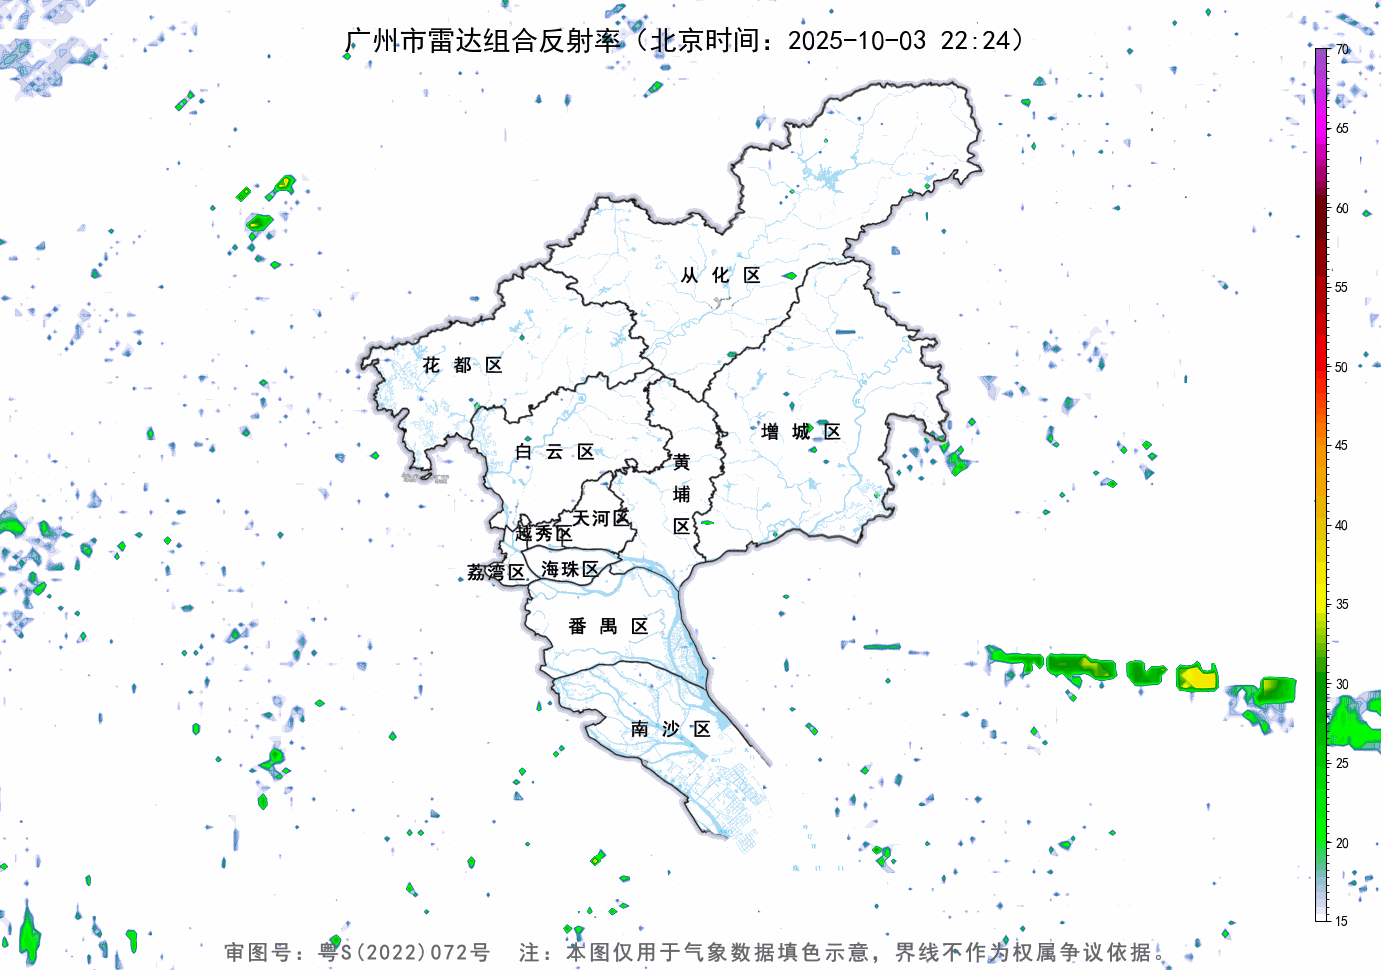 广州市雷达组合反射率（北京时间：2025-10-03 22:24）
70
65
60
55
50
45
40
35
30
25
20
15
从化区
花都区
增城区
白云区
黄埔区
天河区
越秀区
荔湾区
海珠区
番禺区
南沙区
审图号：粤S(2022)072号 注：本图仅用于气象数据填色示意，界线不作为权属争议依据。